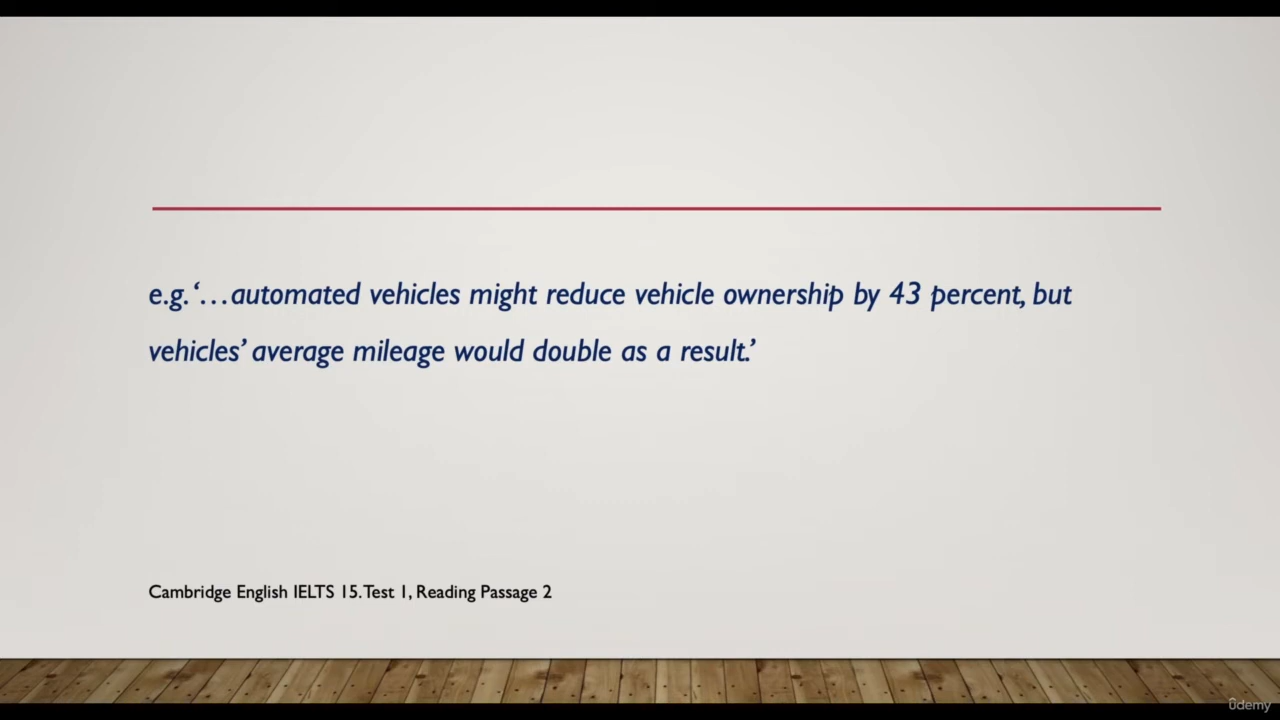 e.g. ‘…automated vehicles might reduce vehicle ownership by 43 percent, but
vehicles’ average mileage would double as a result.’
Cambridge English IELTS 15. Test 1, Reading Passage 2
ûdemy